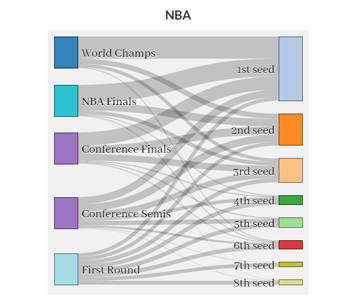 NBA
World Champs
NBA Finals
Conference Finals
Conference Semis
First Round
1st seed
2nd seed
3rd seed
4th seed
5th seed
6th seed
7th seed
8th seed